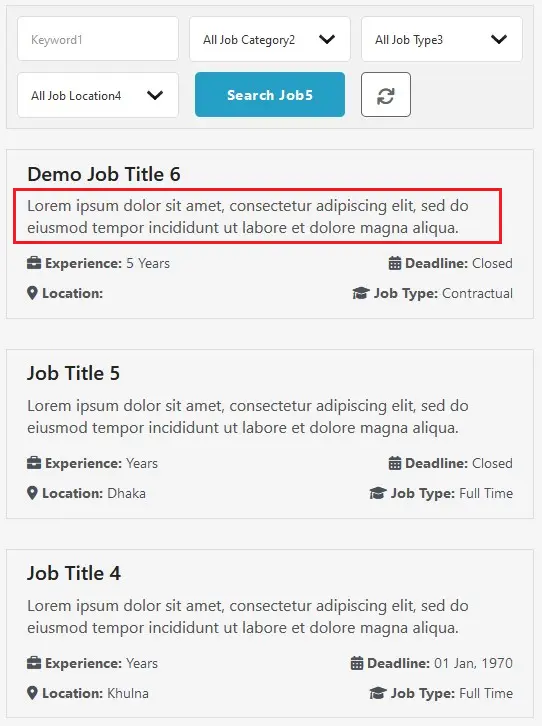 Keyword1
All Job Category2
All Job Type3
All Job Location4
Search Job5
Demo Job Title 6
Lorem ipsum dolor sit amet, consectetur adipiscing elit, sed do
eiusmod tempor incididunt ut labore et dolore magna aliqua.
Experience: 5 Years
Deadline: Closed
Location:
Job Type: Contractual
Job Title 5
Lorem ipsum dolor sit amet, consectetur adipiscing elit, sed do
eiusmod tempor incididunt ut labore et dolore magna aliqua.
Experience: Years
Deadline: Closed
Location: Dhaka
Job Type: Full Time
Job Title 4
Lorem ipsum dolor sit amet, consectetur adipiscing elit, sed do
eiusmod tempor incididunt ut labore et dolore magna aliqua.
Experience: Years
Deadline: 01 Jan, 1970
Location: Khulna
Job Type: Full Time